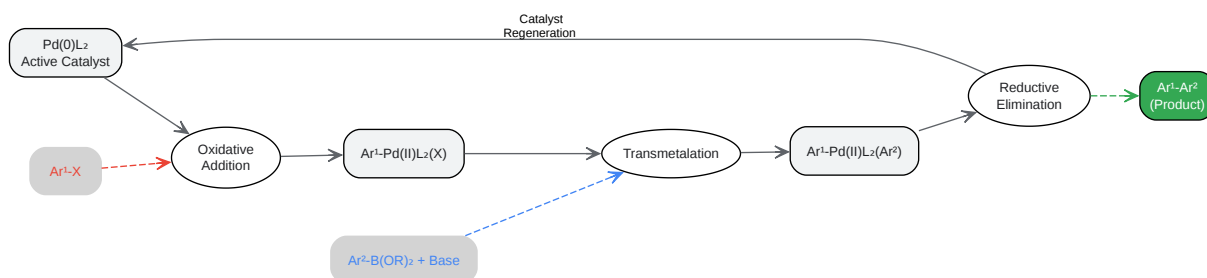 Catalyst
Regeneration
Pd(0)L₂
Active Catalyst
Ar¹-X
Oxidative
Addition
Ar¹-Pd(II)L₂(X)
Ar²-B(OR)₂ + Base
Transmetalation
Ar¹-Pd(II)L₂(Ar²)
Reductive
Elimination
Ar¹-Ar²
(Product)